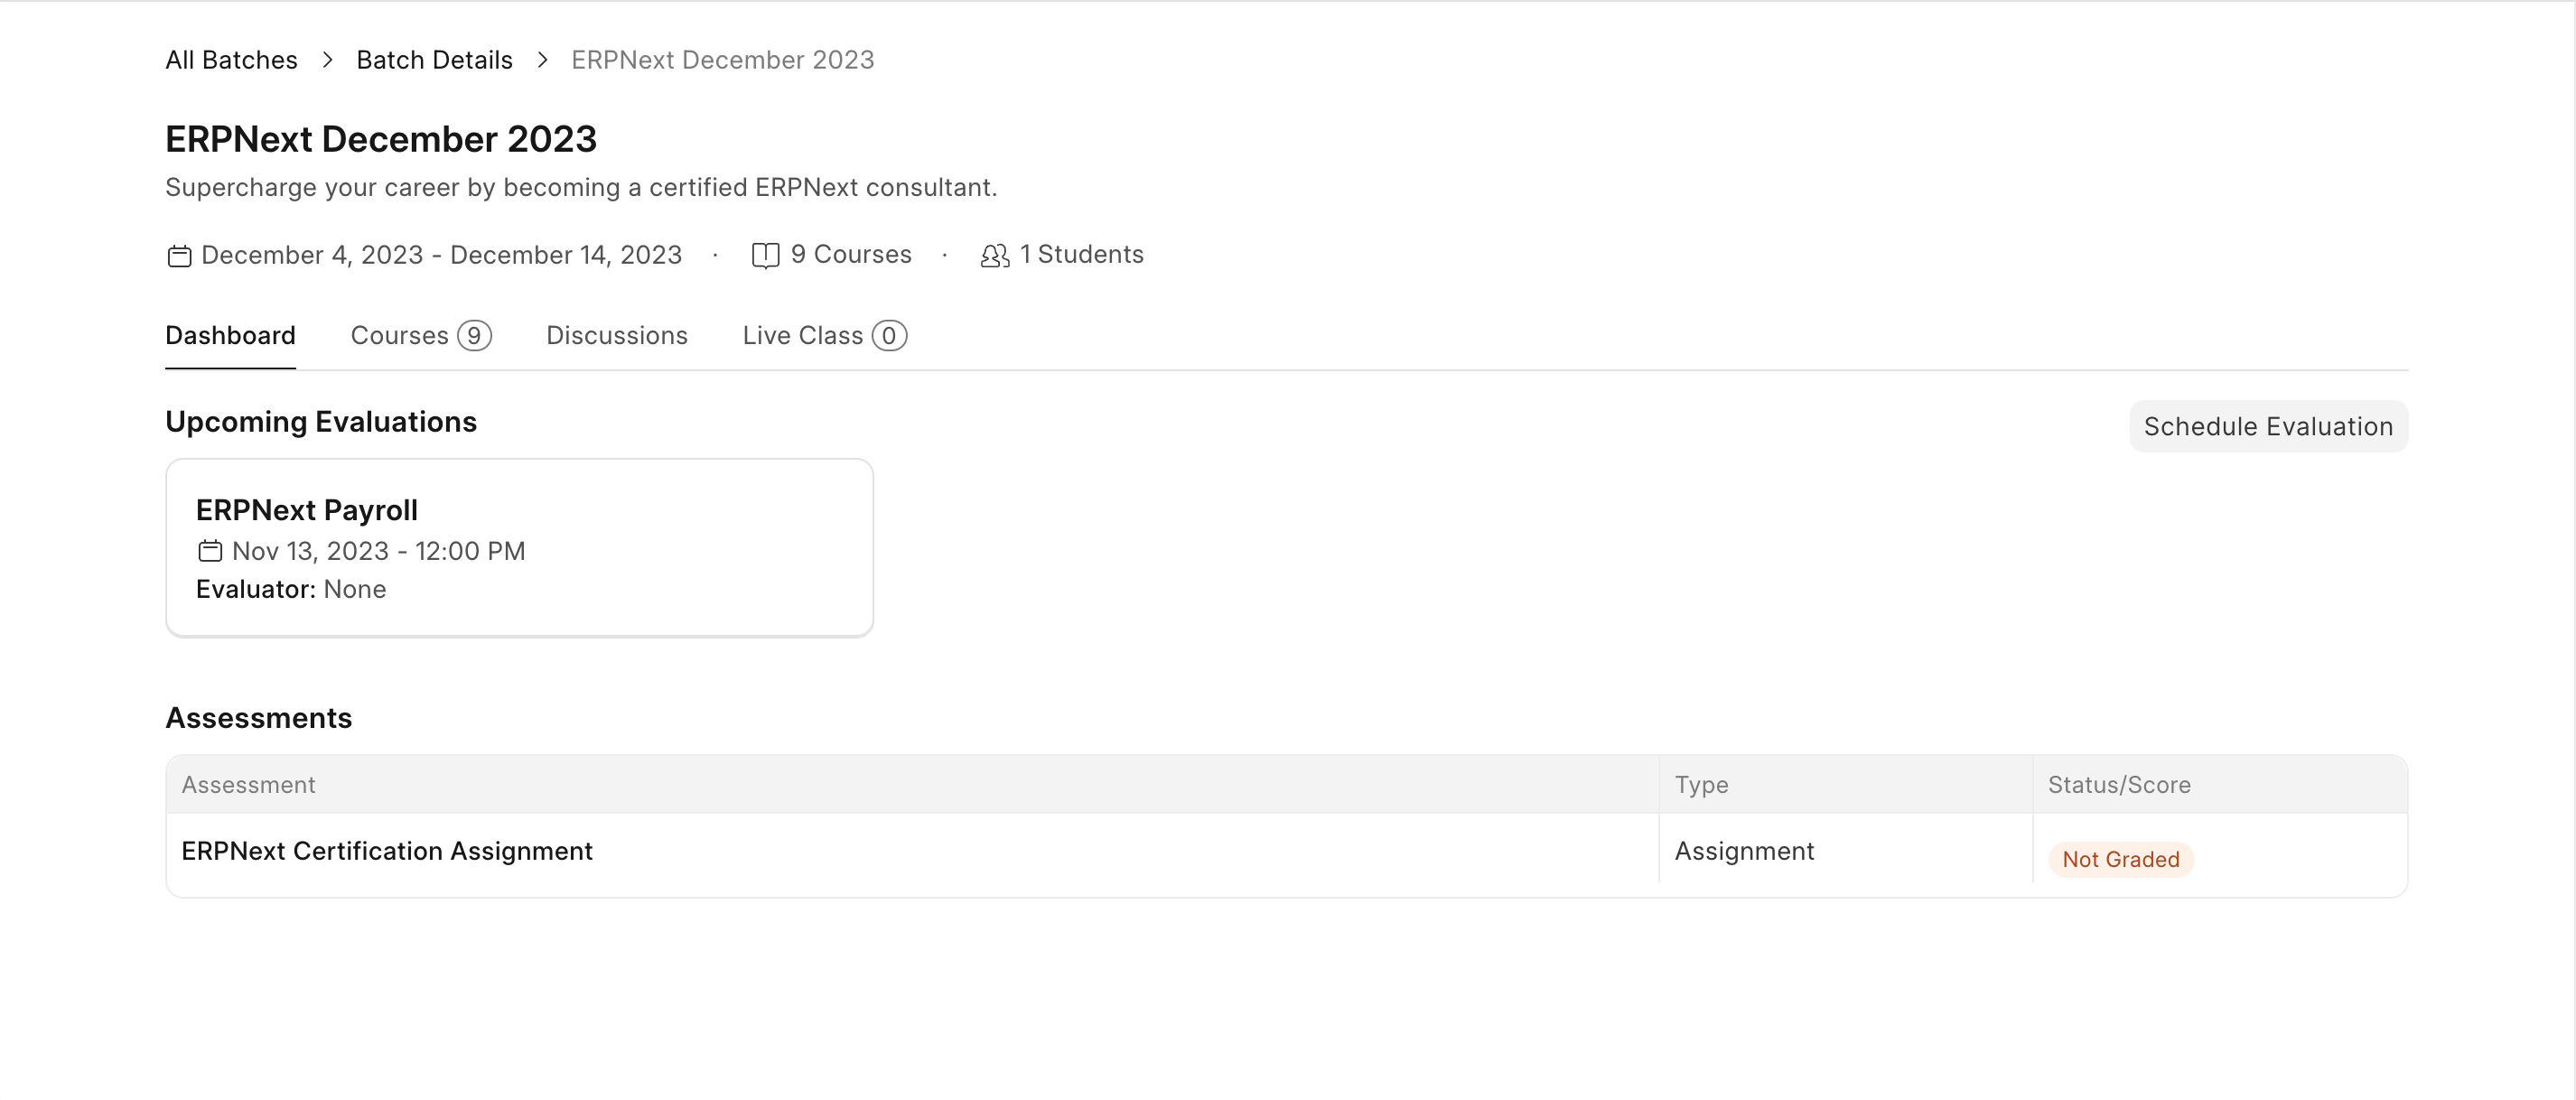 All Batches > Batch Details > ERPNext December 2023
ERPNext December 2023
Supercharge your career by becoming a certified ERPNext consultant.
December 4, 2023 - December 14, 2023 · 9 Courses · 1 Students
Dashboard Courses 9 Discussions Live Class 0
Upcoming Evaluations Schedule Evaluation
ERPNext Payroll
Nov 13, 2023 - 12:00 PM
Evaluator: None
Assessments
Assessment Type Status/Score
ERPNext Certification Assignment Assignment Not Graded